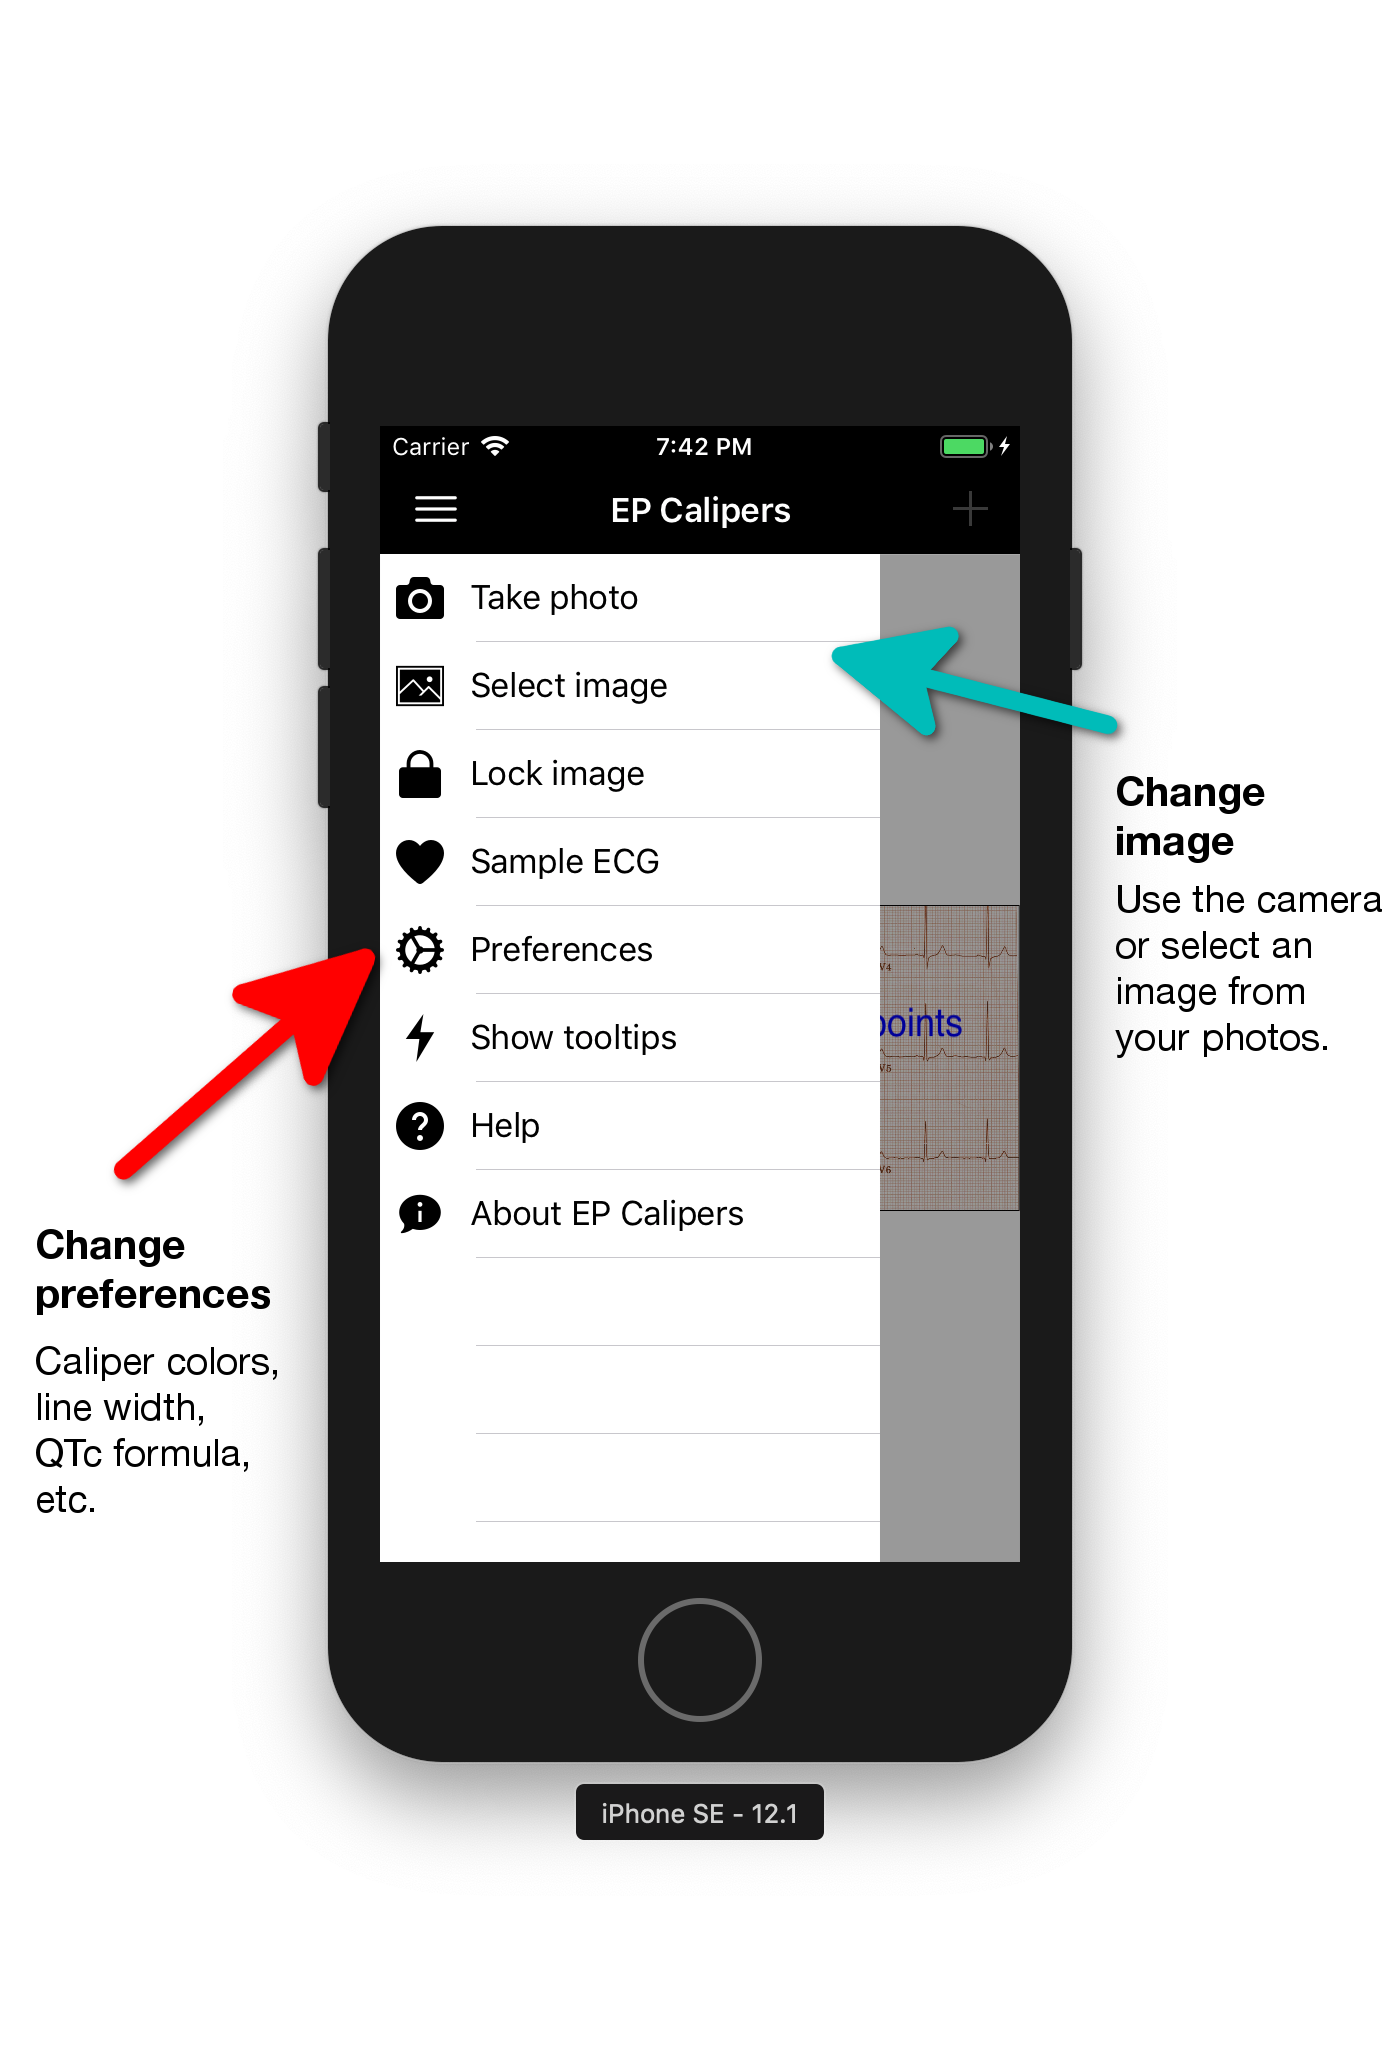 Carrier 7:42 PM
EP Calipers
Take photo
Select image
Lock image
Sample ECG
Preferences
Show tooltips
Help
About EP Calipers
V4
points
V5
V6
Change
image
Use the camera
or select an
image from
your photos.
Change
preferences
Caliper colors,
line width,
QTc formula,
etc.
iPhone SE - 12.1